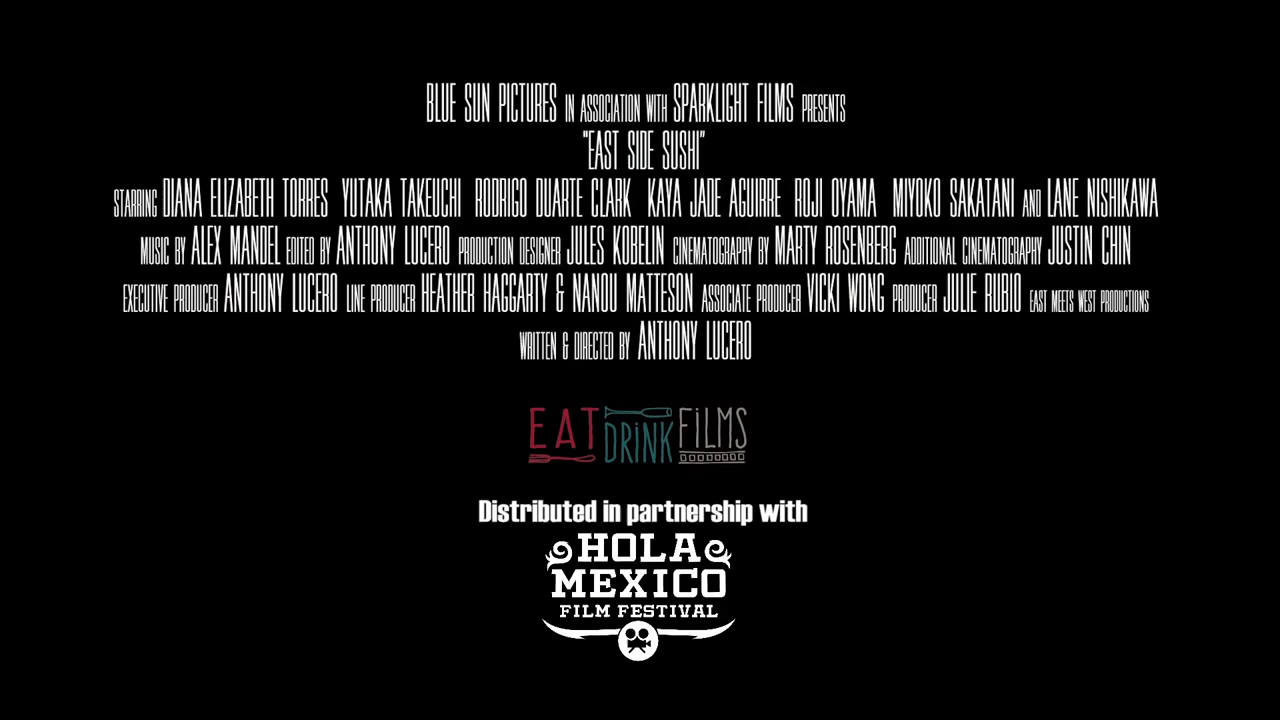 BLUE SUN PICTURES IN ASSOCIATION WITH SPARKLIGHT FILMS PRESENTS
"EAST SIDE SUSHI"
STARRING DIANA ELIZABETH TORRES YUTAKA TAKEUCHI RODRIGO DUARTE CLARK KAYA JADE AGUIRRE ROJI OYAMA MIYOKO SAKATANI AND LANE NISHIKAWA
MUSIC BY ALEX MANDEL EDITED BY ANTHONY LUCERO PRODUCTION DESIGNER JULES KOBELIN CINEMATOGRAPHY BY MARTY ROSENBERG ADDITIONAL CINEMATOGRAPHY JUSTIN CHIN
EXECUTIVE PRODUCER ANTHONY LUCERO LINE PRODUCER HEATHER HAGGARTY & NANOU MATTESON ASSOCIATE PRODUCER VICKI WONG PRODUCER JULIE RUBIO EAST MEETS WEST PRODUCTIONS
WRITTEN & DIRECTED BY ANTHONY LUCERO
EAT DRINK FILMS
Distributed in partnership with
HOLA
MEXICO
FILM FESTIVAL